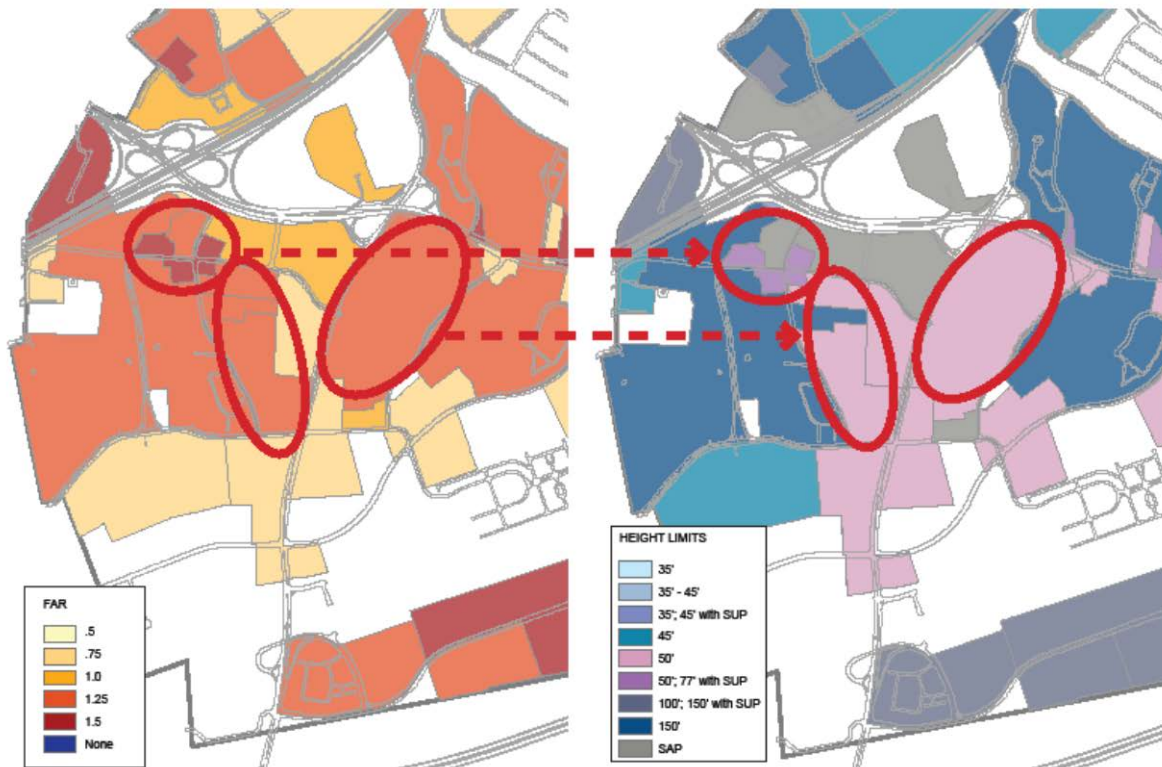 FAR
.5
.75
1.0
1.25
1.5
None
HEIGHT LIMITS
35'
35' - 45'
35'; 45' with SUP
45'
50'
50'; 77' with SUP
100'; 150' with SUP
150'
SAP